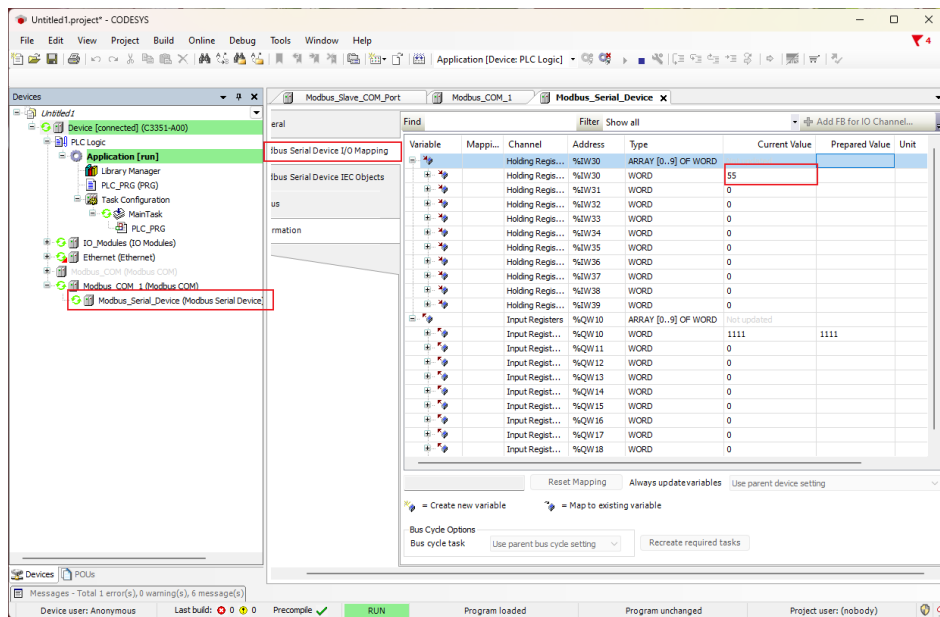 Untitled1.project* - CODESYS
File Edit View Project Build Online Debug Tools Window Help
4
Application [Device: PLC Logic]
Devices
Modbus_Slave_COM_Port Modbus_COM_1 Modbus_Serial_Device
Untitled1
Device [connected] (C3351-A00)
PLC Logic
Application [run]
Library Manager
PLC_PRG (PRG)
Task Configuration
MainTask
PLC_PRG
IO_Modules (IO Modules)
Ethernet (Ethernet)
Modbus_COM (Modbus COM)
Modbus_COM_1 (Modbus COM)
Modbus_Serial_Device (Modbus Serial Device)
eral
ibus Serial Device I/O Mapping
dbus Serial Device IEC Objects
us
rmation
Find Filter Show all Add FB for IO Channel...
Variable Mappi... Channel Address Type Current Value Prepared Value Unit
Holding Regis... %IW30 ARRAY [0..9] OF WORD
Holding Regis... %IW30 WORD 55
Holding Regis... %IW31 WORD 0
Holding Regis... %IW32 WORD 0
Holding Regis... %IW33 WORD 0
Holding Regis... %IW34 WORD 0
Holding Regis... %IW35 WORD 0
Holding Regis... %IW36 WORD 0
Holding Regis... %IW37 WORD 0
Holding Regis... %IW38 WORD 0
Holding Regis... %IW39 WORD 0
Input Registers %QW10 ARRAY [0..9] OF WORD Not updated
Input Regist... %QW10 WORD 1111 1111
Input Regist... %QW11 WORD 0
Input Regist... %QW12 WORD 0
Input Regist... %QW13 WORD 0
Input Regist... %QW14 WORD 0
Input Regist... %QW15 WORD 0
Input Regist... %QW16 WORD 0
Input Regist... %QW17 WORD 0
Input Regist... %QW18 WORD 0
Reset Mapping Always update variables Use parent device setting
= Create new variable = Map to existing variable
Bus Cycle Options
Bus cycle task Use parent bus cycle setting Recreate required tasks
Devices POUs
Messages - Total 1 error(s), 0 warning(s), 6 message(s)
Device user: Anonymous Last build: 0 0 Precompile RUN Program loaded Program unchanged Project user: (nobody)